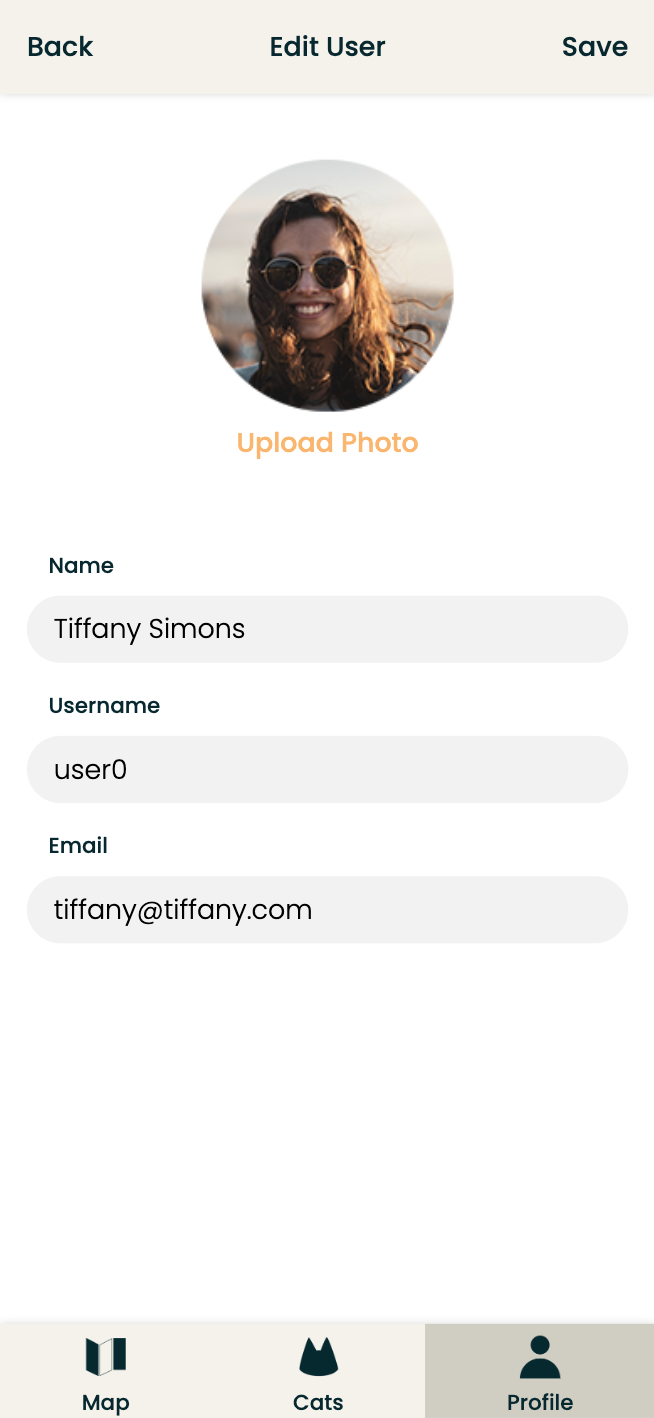 Back Edit User Save
Upload Photo
Name
Tiffany Simons
Username
user0
Email
tiffany@tiffany.com
Map Cats Profile